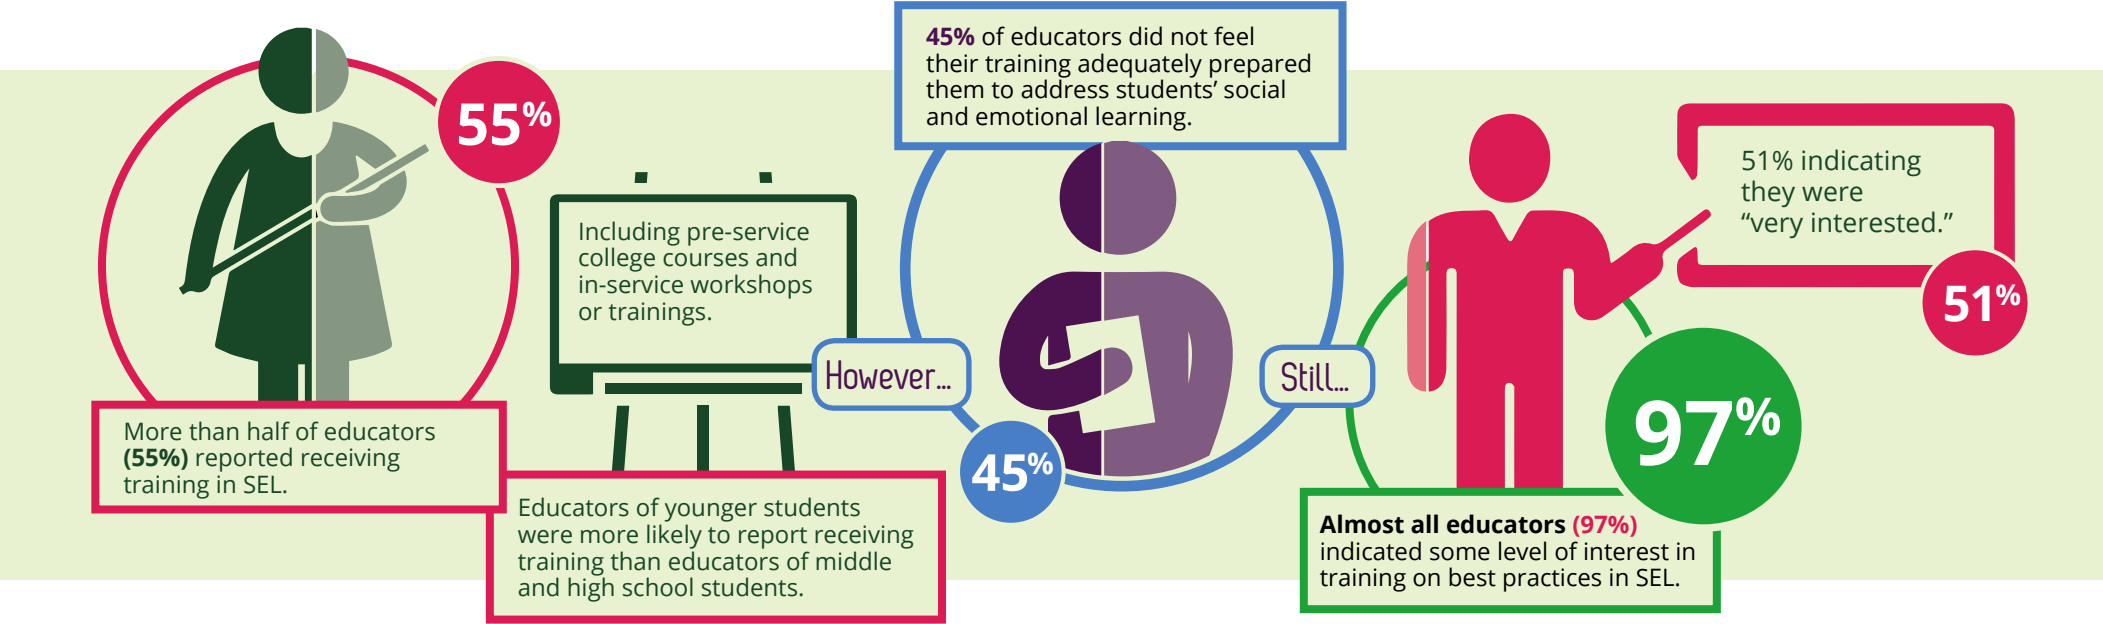 55%
More than half of educators
(55%) reported receiving
training in SEL.
Including pre-service
college courses and
in-service workshops
or trainings.
Educators of younger students
were more likely to report receiving
training than educators of middle
and high school students.
However...
45% of educators did not feel
their training adequately prepared
them to address students’ social
and emotional learning.
45%
Still...
51% indicating
they were
“very interested.”
51%
97%
Almost all educators (97%)
indicated some level of interest in
training on best practices in SEL.